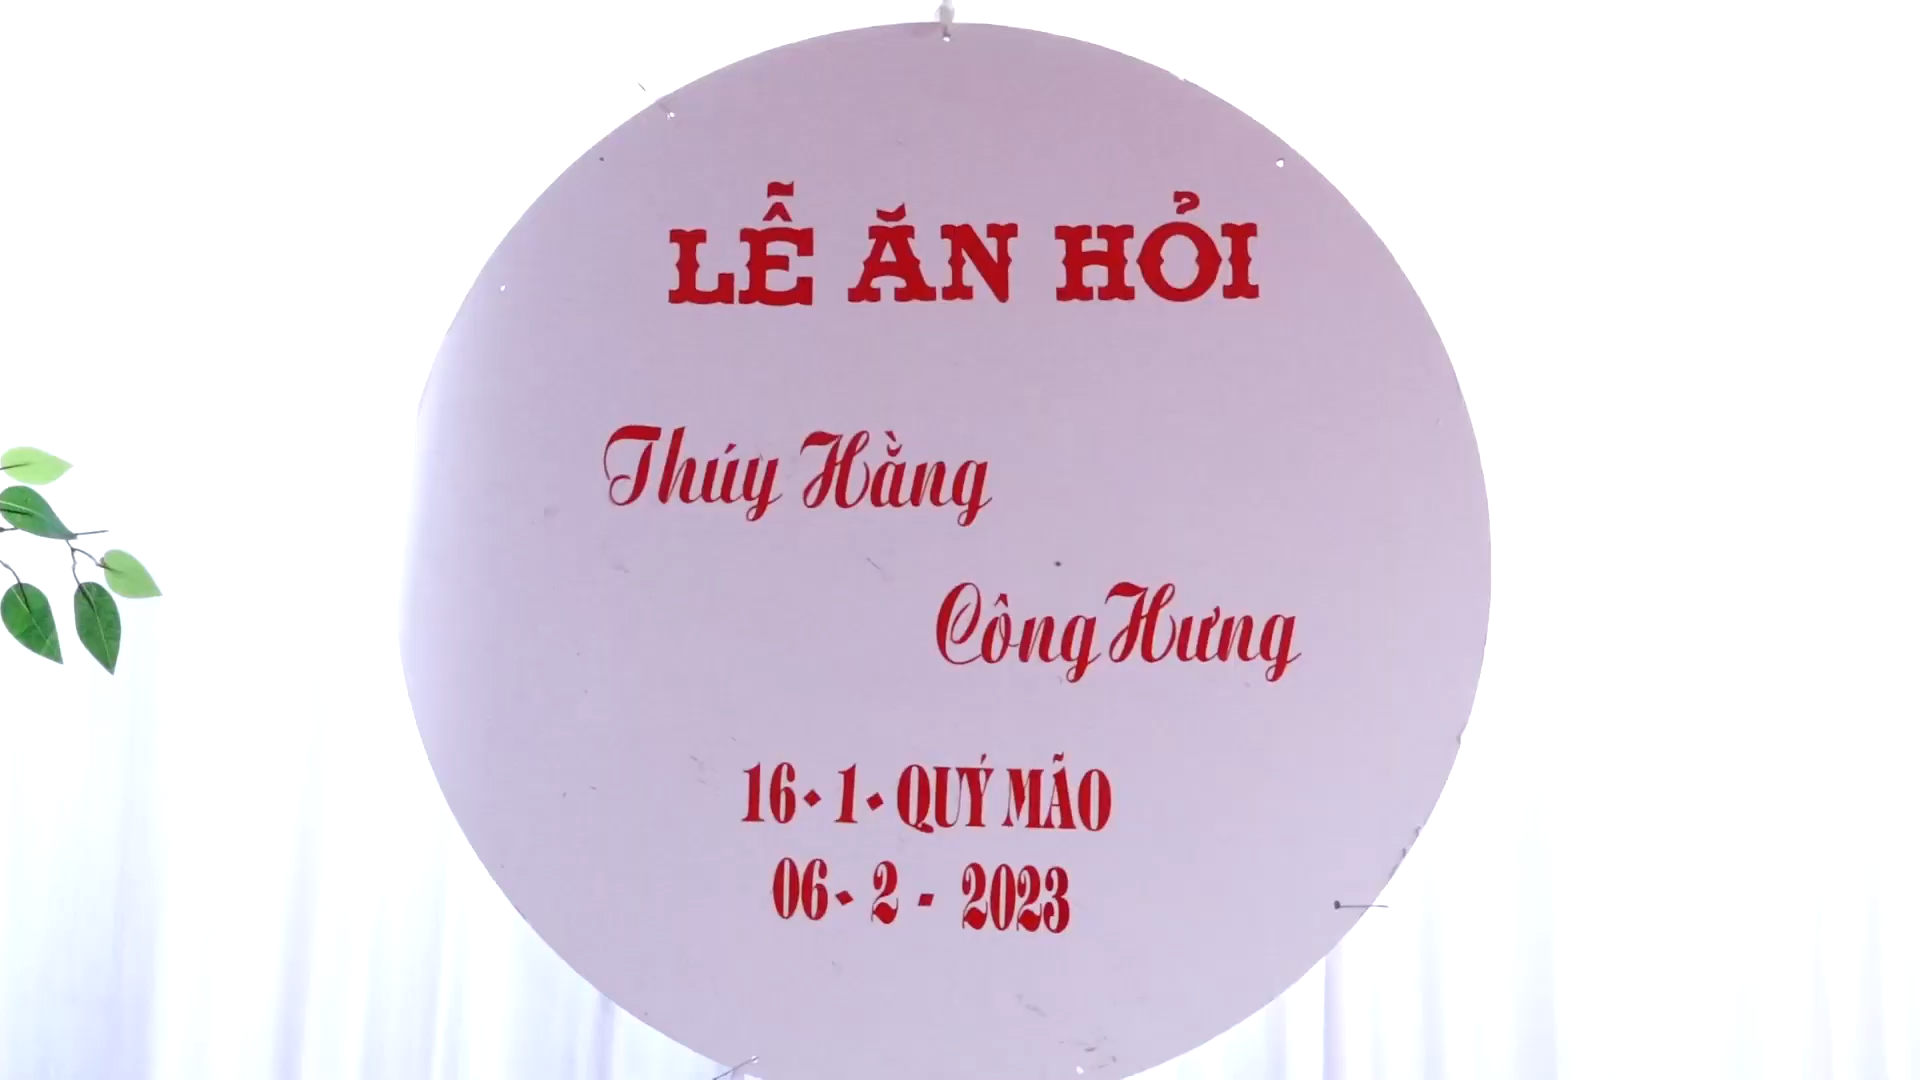 LỄ ĂN HỎI
Thúy Hằng
Công Hưng
16 - 1 - QUÝ MÃO
06 - 2 - 2023